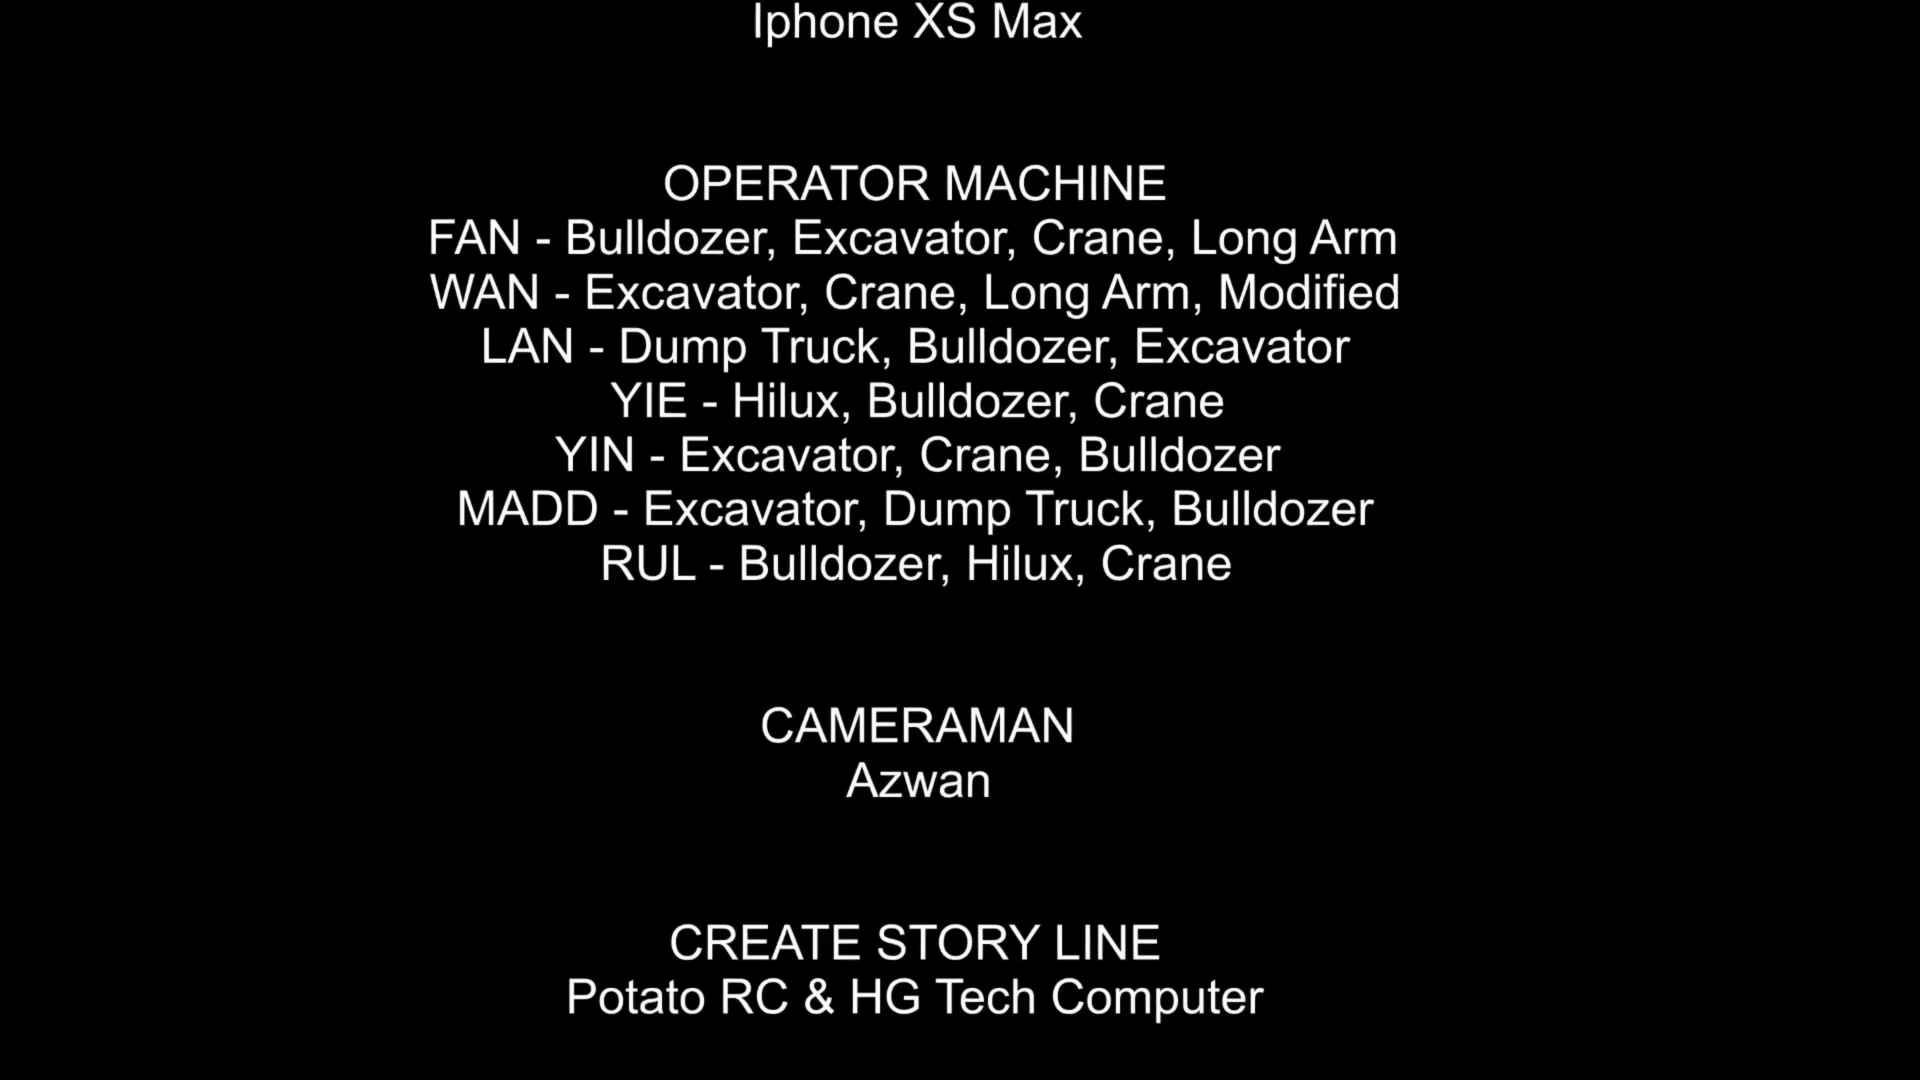 Iphone XS Max
OPERATOR MACHINE
FAN - Bulldozer, Excavator, Crane, Long Arm
WAN - Excavator, Crane, Long Arm, Modified
LAN - Dump Truck, Bulldozer, Excavator
YIE - Hilux, Bulldozer, Crane
YIN - Excavator, Crane, Bulldozer
MADD - Excavator, Dump Truck, Bulldozer
RUL - Bulldozer, Hilux, Crane
CAMERAMAN
Azwan
CREATE STORY LINE
Potato RC & HG Tech Computer